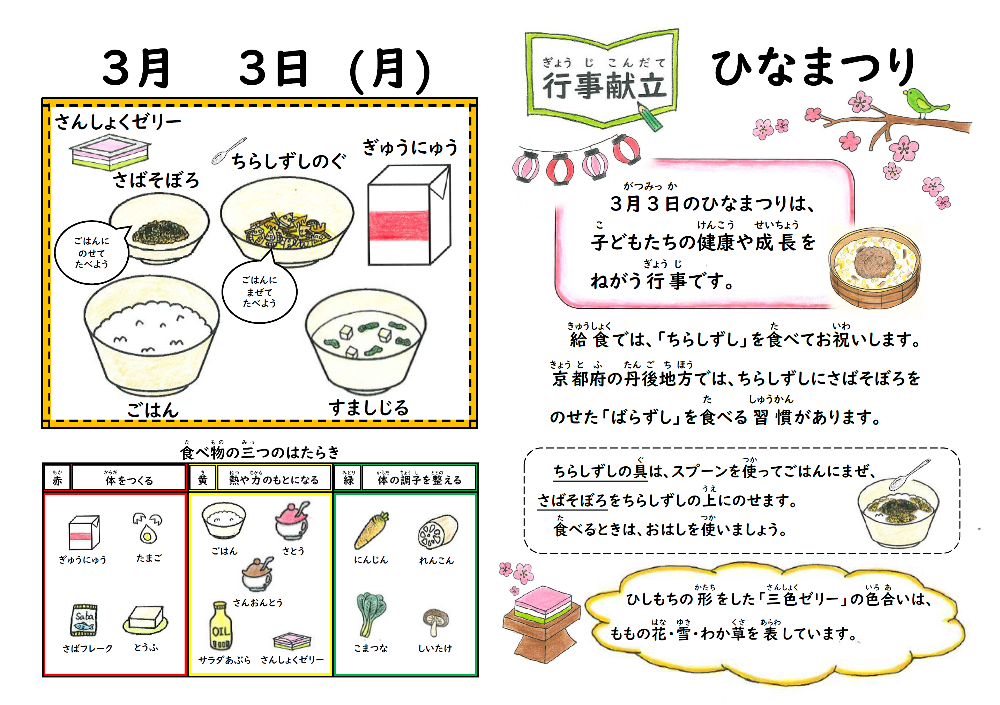 3月 3日 (月)
さんしょくゼリー
ちらしずしのぐ
ぎゅうにゅう
さばそぼろ
ごはんに
のせて
たべよう
ごはんに
まぜて
たべよう
ごはん
すましじる
た もの みっ
食べ物の三つのはたらき
あか からだ
赤 体をつくる
き ねつ ちから
黄 熱や力のもとになる
みどり からだ ちょう し ととの
緑 体の調子を整える
ぎゅうにゅう
たまご
Saba
さばフレーク
とうふ
ごはん
さとう
さんおんとう
OIL
サラダあぶら
さんしょくゼリー
にんじん
れんこん
こまつな
しいたけ
ぎょう じ こんだて
行事献立
ひなまつり
がつみっ か
3月3日のひなまつりは、
こ けんこう せいちょう
子どもたちの健康や成長を
ぎょう じ
ねがう行事です。
きゅうしょく た いわ
給食では、「ちらしずし」を食べてお祝いします。
きょう と ふ たん ご ち ほう
京都府の丹後地方では、ちらしずしにさばそぼろを
た しゅうかん
のせた「ばらずし」を食べる習慣があります。
ぐ つか
ちらしずしの具は、スプーンを使ってごはんにまぜ、
うえ
さばそぼろをちらしずしの上にのせます。
た つか
食べるときは、おはしを使いましょう。
かたち さんしょく いろ あ
ひしもちの形をした「三色ゼリー」の色合いは、
はな ゆき くさ あらわ
ももの花・雪・わか草を表しています。